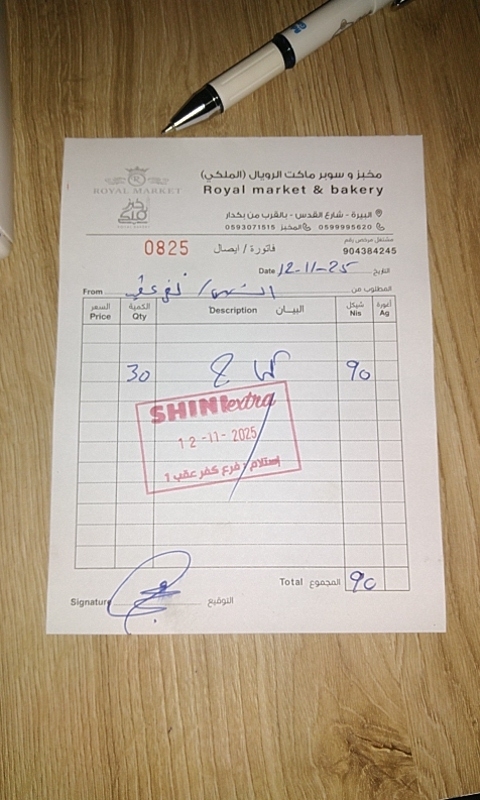 مخبز و سوبر ماركت الرويال (الملكي)
Royal market & bakery
ROYAL MARKET
البيرة - شارع القدس - بالقرب من بكدار
0599995620 المخبز 0593071515
مشتغل مرخص رقم
904384245
فاتورة / ايصال
0825
Date 12-11-25 التاريخ
From المطلوب من
السعر الكمية البيان شيكل أغورة
Price Qty Description Nis Ag
30 90
SHINI extra
12-11-2025
استلام - فرع كفر عقب 1
Total المجموع 90
Signature التوقيع